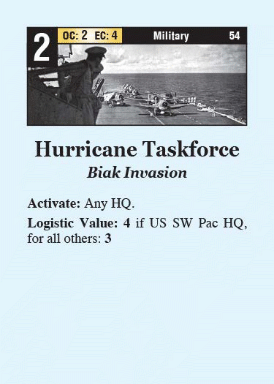 2 OC: 2 EC: 4 Military 54
Hurricane Taskforce
Biak Invasion
Activate: Any HQ.
Logistic Value: 4 if US SW Pac HQ,
for all others: 3